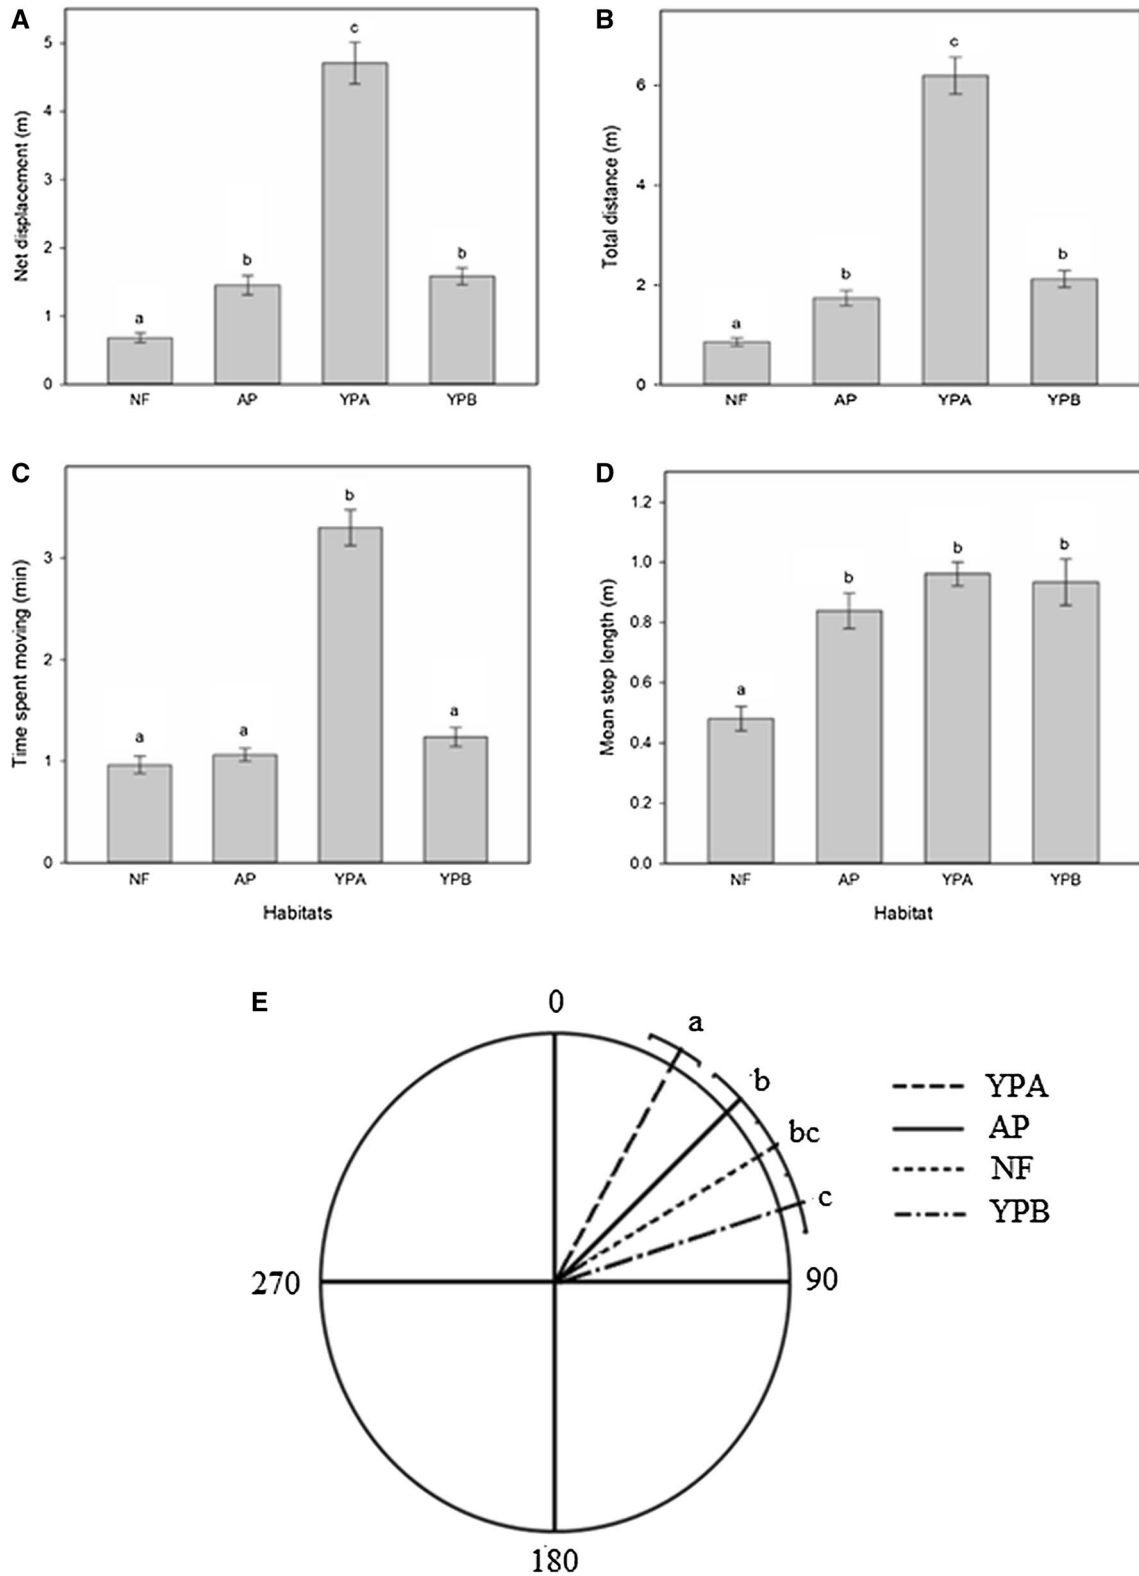 A
Net displacement (m)
5
4
3
2
1
0
a
b
c
b
NF AP YPA YPB
B
Total distance (m)
6
4
2
0
a
b
c
b
NF AP YPA YPB
C
Time spent moving (min)
3
2
1
0
a
a
b
a
NF AP YPA YPB
Habitats
D
Mean step length (m)
1.2
1.0
0.8
0.6
0.4
0.2
0.0
a
b
b
b
NF AP YPA YPB
Habitat
E
0
90
180
270
a
b
bc
c
YPA
AP
NF
YPB